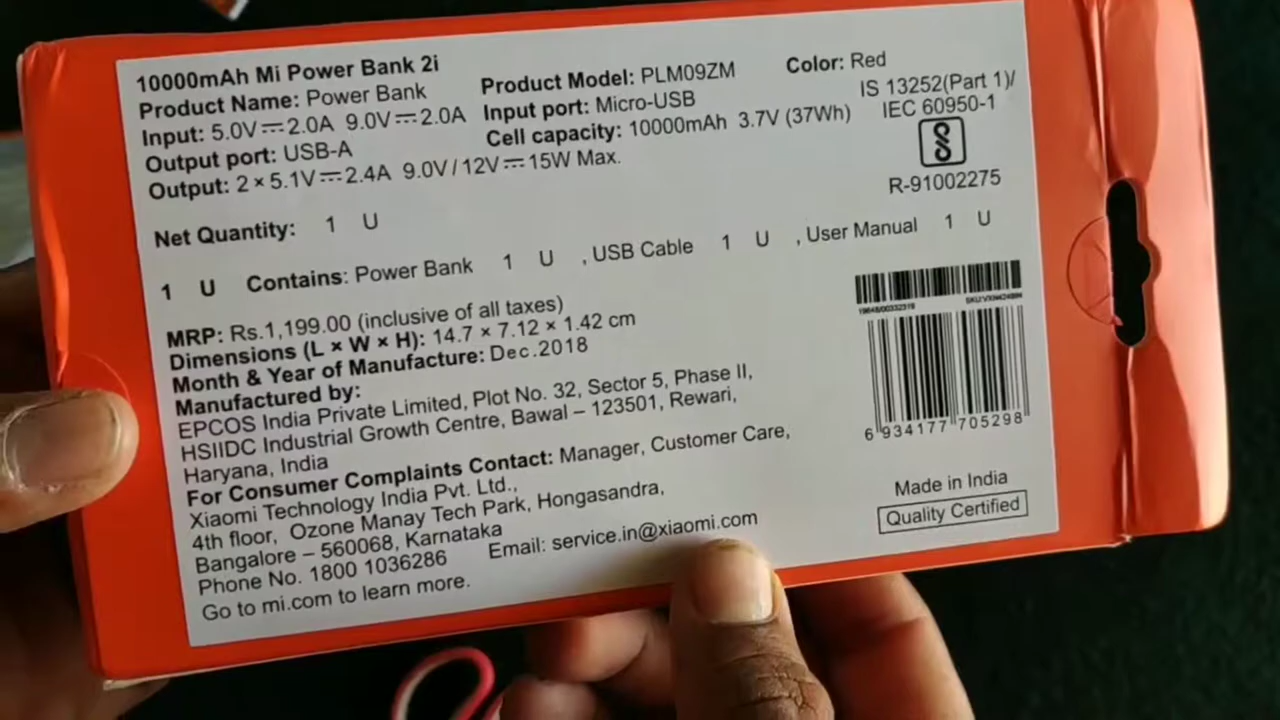 10000mAh Mi Power Bank 2i
Product Name: Power Bank
Product Model: PLM09ZM
Color: Red
Input: 5.0V⎓2.0A 9.0V⎓2.0A
Input port: Micro-USB
IS 13252(Part 1)/
IEC 60950-1
Output port: USB-A
Cell capacity: 10000mAh 3.7V (37Wh)
Output: 2×5.1V⎓2.4A 9.0V/12V⎓15W Max.
R-91002275
Net Quantity: 1 U
1 U Contains: Power Bank 1 U , USB Cable 1 U , User Manual 1 U
MRP: Rs.1,199.00 (inclusive of all taxes)
Dimensions (L × W × H): 14.7 × 7.12 × 1.42 cm
Month & Year of Manufacture: Dec.2018
Manufactured by:
EPCOS India Private Limited, Plot No. 32, Sector 5, Phase II,
HSIIDC Industrial Growth Centre, Bawal – 123501, Rewari,
Haryana, India
For Consumer Complaints Contact: Manager, Customer Care,
Xiaomi Technology India Pvt. Ltd.,
4th floor, Ozone Manay Tech Park, Hongasandra,
Bangalore – 560068, Karnataka
Phone No. 1800 1036286 Email: service.in@xiaomi.com
Go to mi.com to learn more.
6 934177 705298
Made in India
Quality Certified